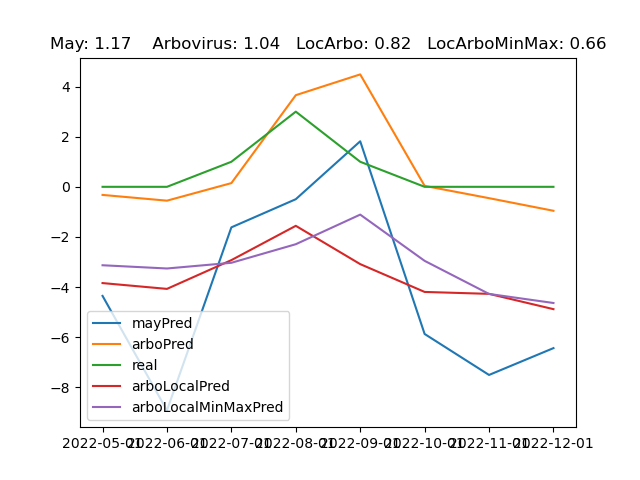 May: 1.17 Arbovirus: 1.04 LocArbo: 0.82 LocArboMinMax: 0.66
4
2
0
−2
−4
−6
−8
mayPred
arboPred
real
arboLocalPred
arboLocalMinMaxPred
2022-05-01 2022-06-01 2022-07-01 2022-08-01 2022-09-01 2022-10-01 2022-11-01 2022-12-01